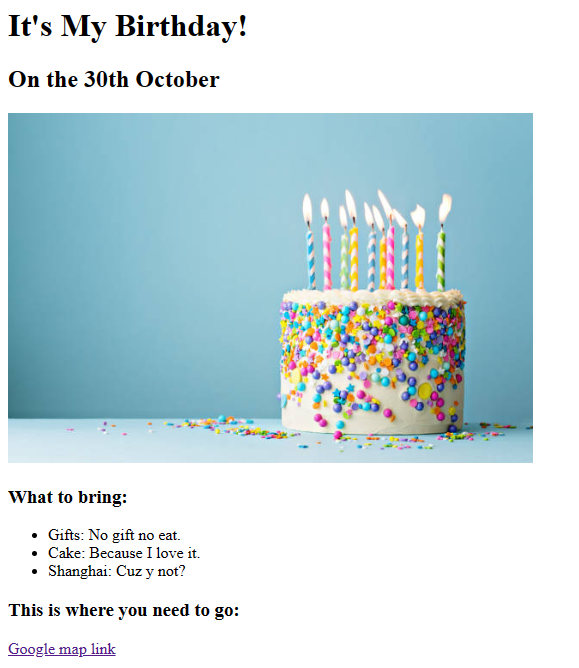 It's My Birthday!
On the 30th October
What to bring:
Gifts: No gift no eat.
Cake: Because I love it.
Shanghai: Cuz y not?
This is where you need to go:
Google map link